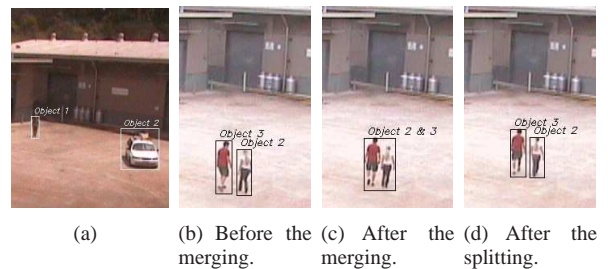 Object 1
Object 2
Object 3
Object 2
Object 2 & 3
Object 3
Object 2
(a)
(b) Before the merging.
(c) After the merging.
(d) After the splitting.